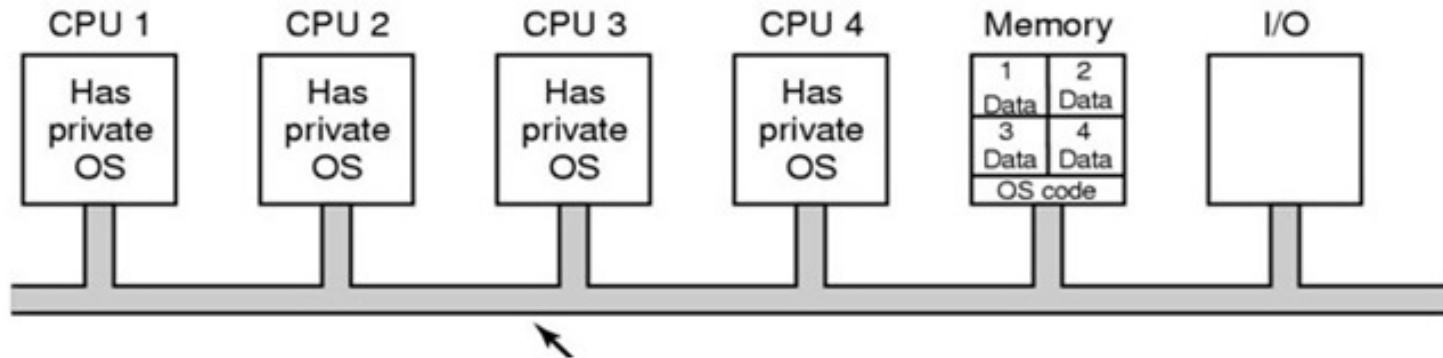 CPU 1 CPU 2 CPU 3 CPU 4 Memory I/O
Has private OS
Has private OS
Has private OS
Has private OS
1 Data
2 Data
3 Data
4 Data
OS code